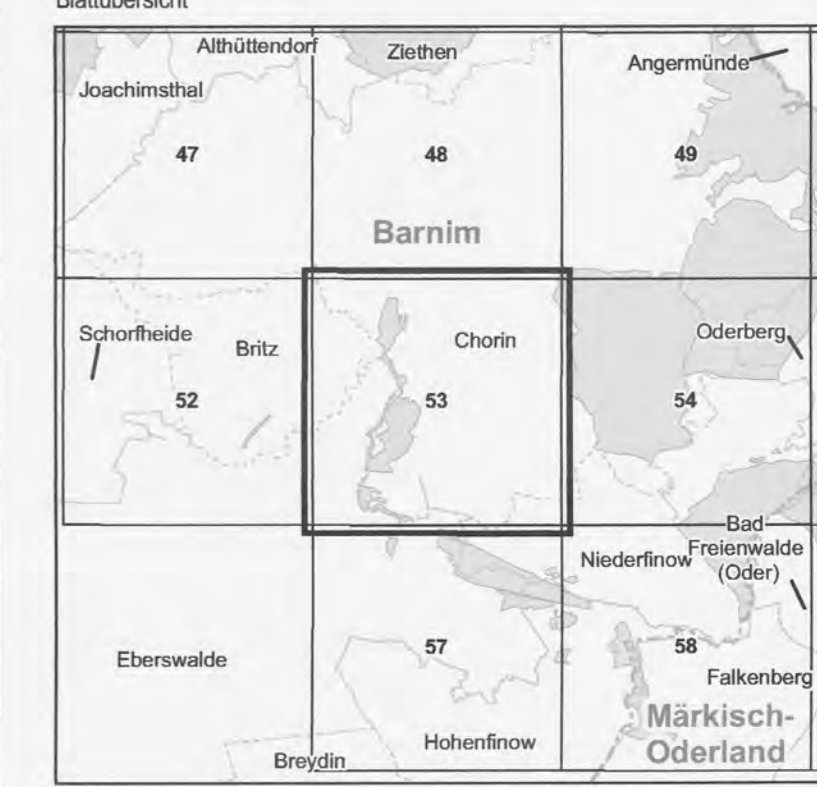 Blattübersicht
Althüttendorf
Ziethen
Angermünde
Joachimsthal
47
48
49
Barnim
Schorfheide
Britz
Chorin
Oderberg
52
53
54
Bad
Freienwalde
(Oder)
Niederfinow
Eberswalde
57
58
Falkenberg
Hohenfinow
Märkisch-
Oderland
Breydin